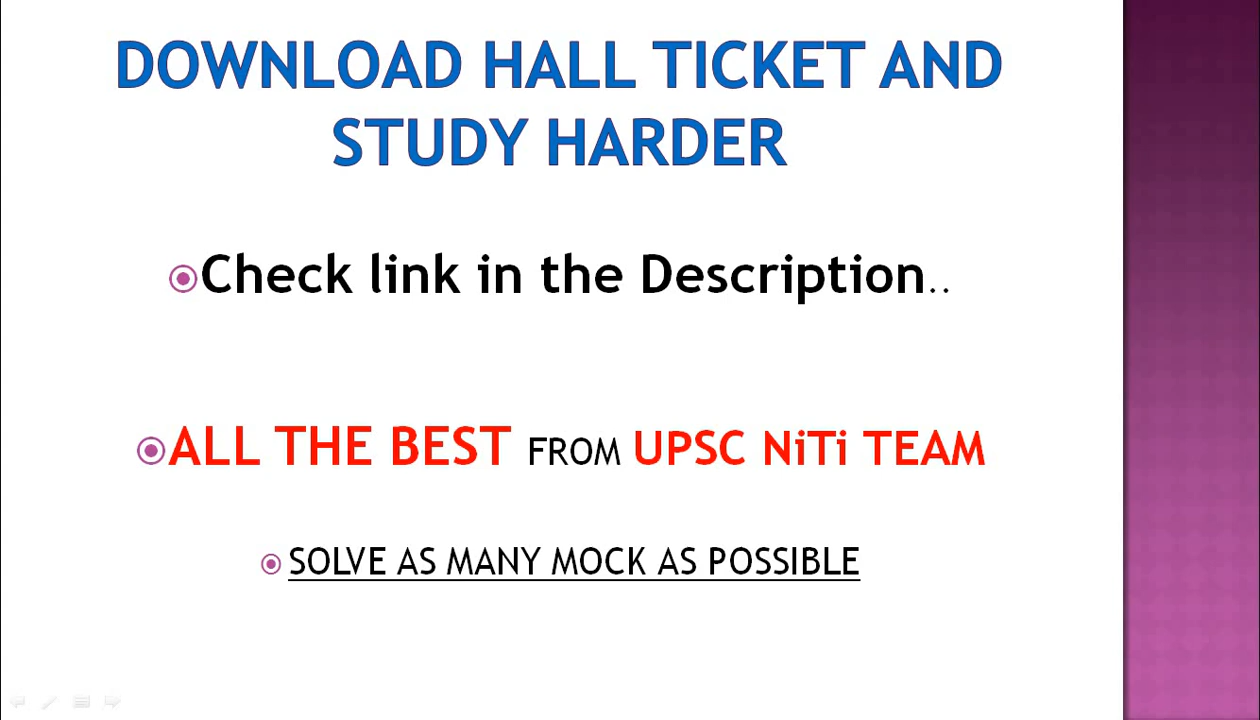 DOWNLOAD HALL TICKET AND
STUDY HARDER
Check link in the Description..
ALL THE BEST FROM UPSC NiTi TEAM
SOLVE AS MANY MOCK AS POSSIBLE